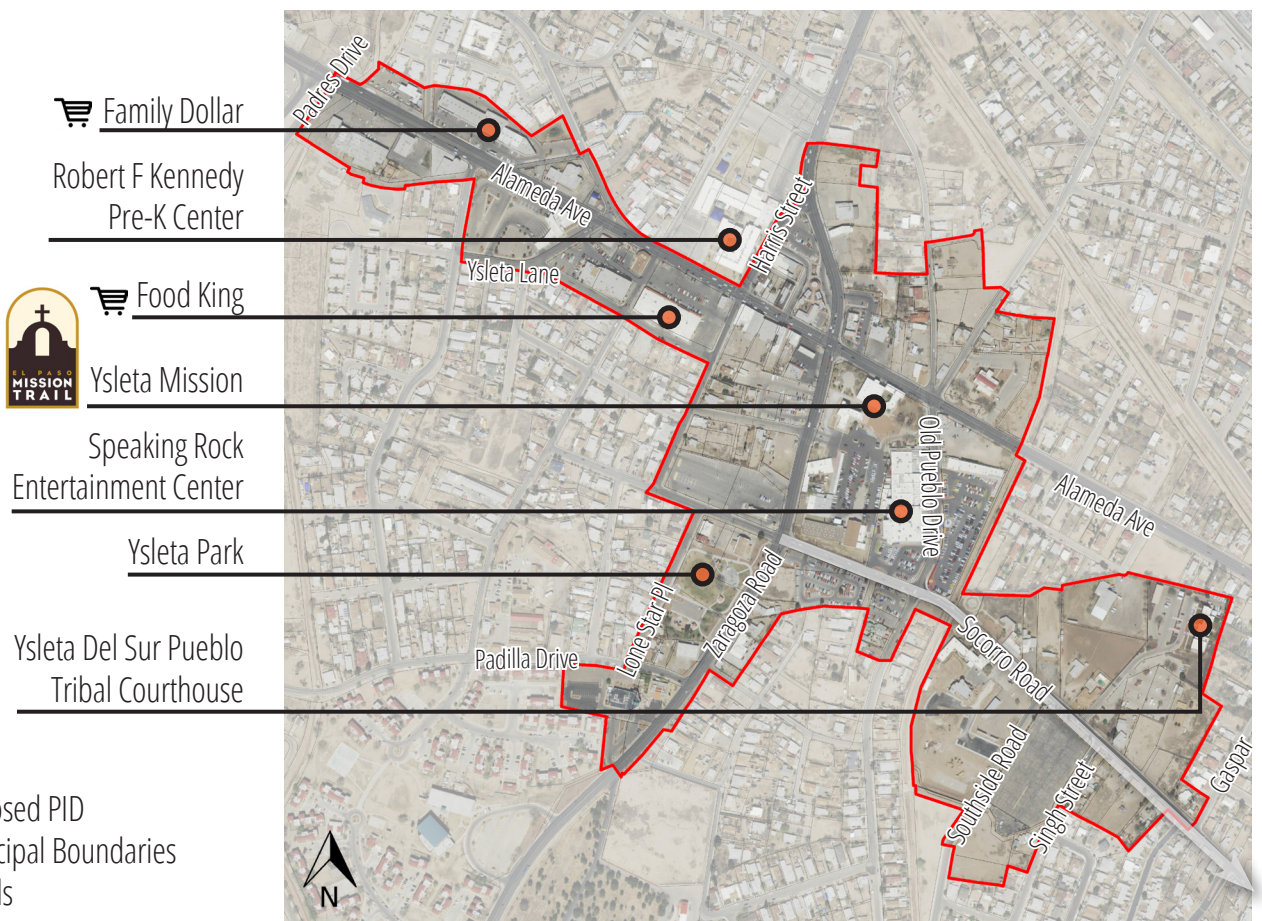 Family Dollar
Robert F Kennedy
Pre-K Center
Food King
EL PASO
MISSION
TRAIL
Ysleta Mission
Speaking Rock
Entertainment Center
Ysleta Park
Ysleta Del Sur Pueblo
Tribal Courthouse
osed PID
cipal Boundaries
ls
N
Padres Drive
Alameda Ave
Harris Street
Ysleta Lane
Old Pueblo Drive
Alameda Ave
Zaragoza Road
Lone Star Pl
Padilla Drive
Socorro Road
Southside Road
Singh Street
Gaspar